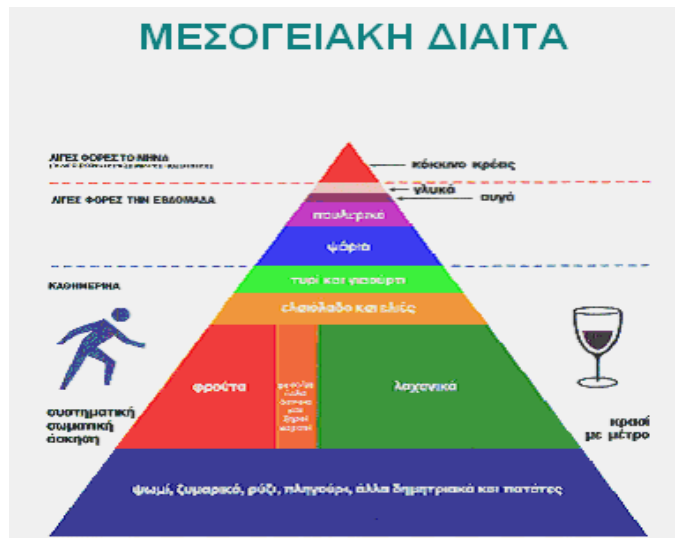 ΜΕΣΟΓΕΙΑΚΗ ΔΙΑΙΤΑ
ΛΙΓΕΣ ΦΟΡΕΣ ΤΟ ΜΗΝΑ
κόκκινο κρέας
γλυκά
ΛΙΓΕΣ ΦΟΡΕΣ ΤΗΝ ΕΒΔΟΜΑΔΑ
αυγά
πουλερικά
ψάρια
τυρί και γιαούρτι
ΚΑΘΗΜΕΡΙΝΑ
ελαιόλαδο και ελιές
φρούτα
λαχανικά
συστηματική
σωματική
άσκηση
κρασί
με μέτρο
ψωμί, ζυμαρικά, ρύζι, πληγούρι, άλλα δημητριακά και πατάτες